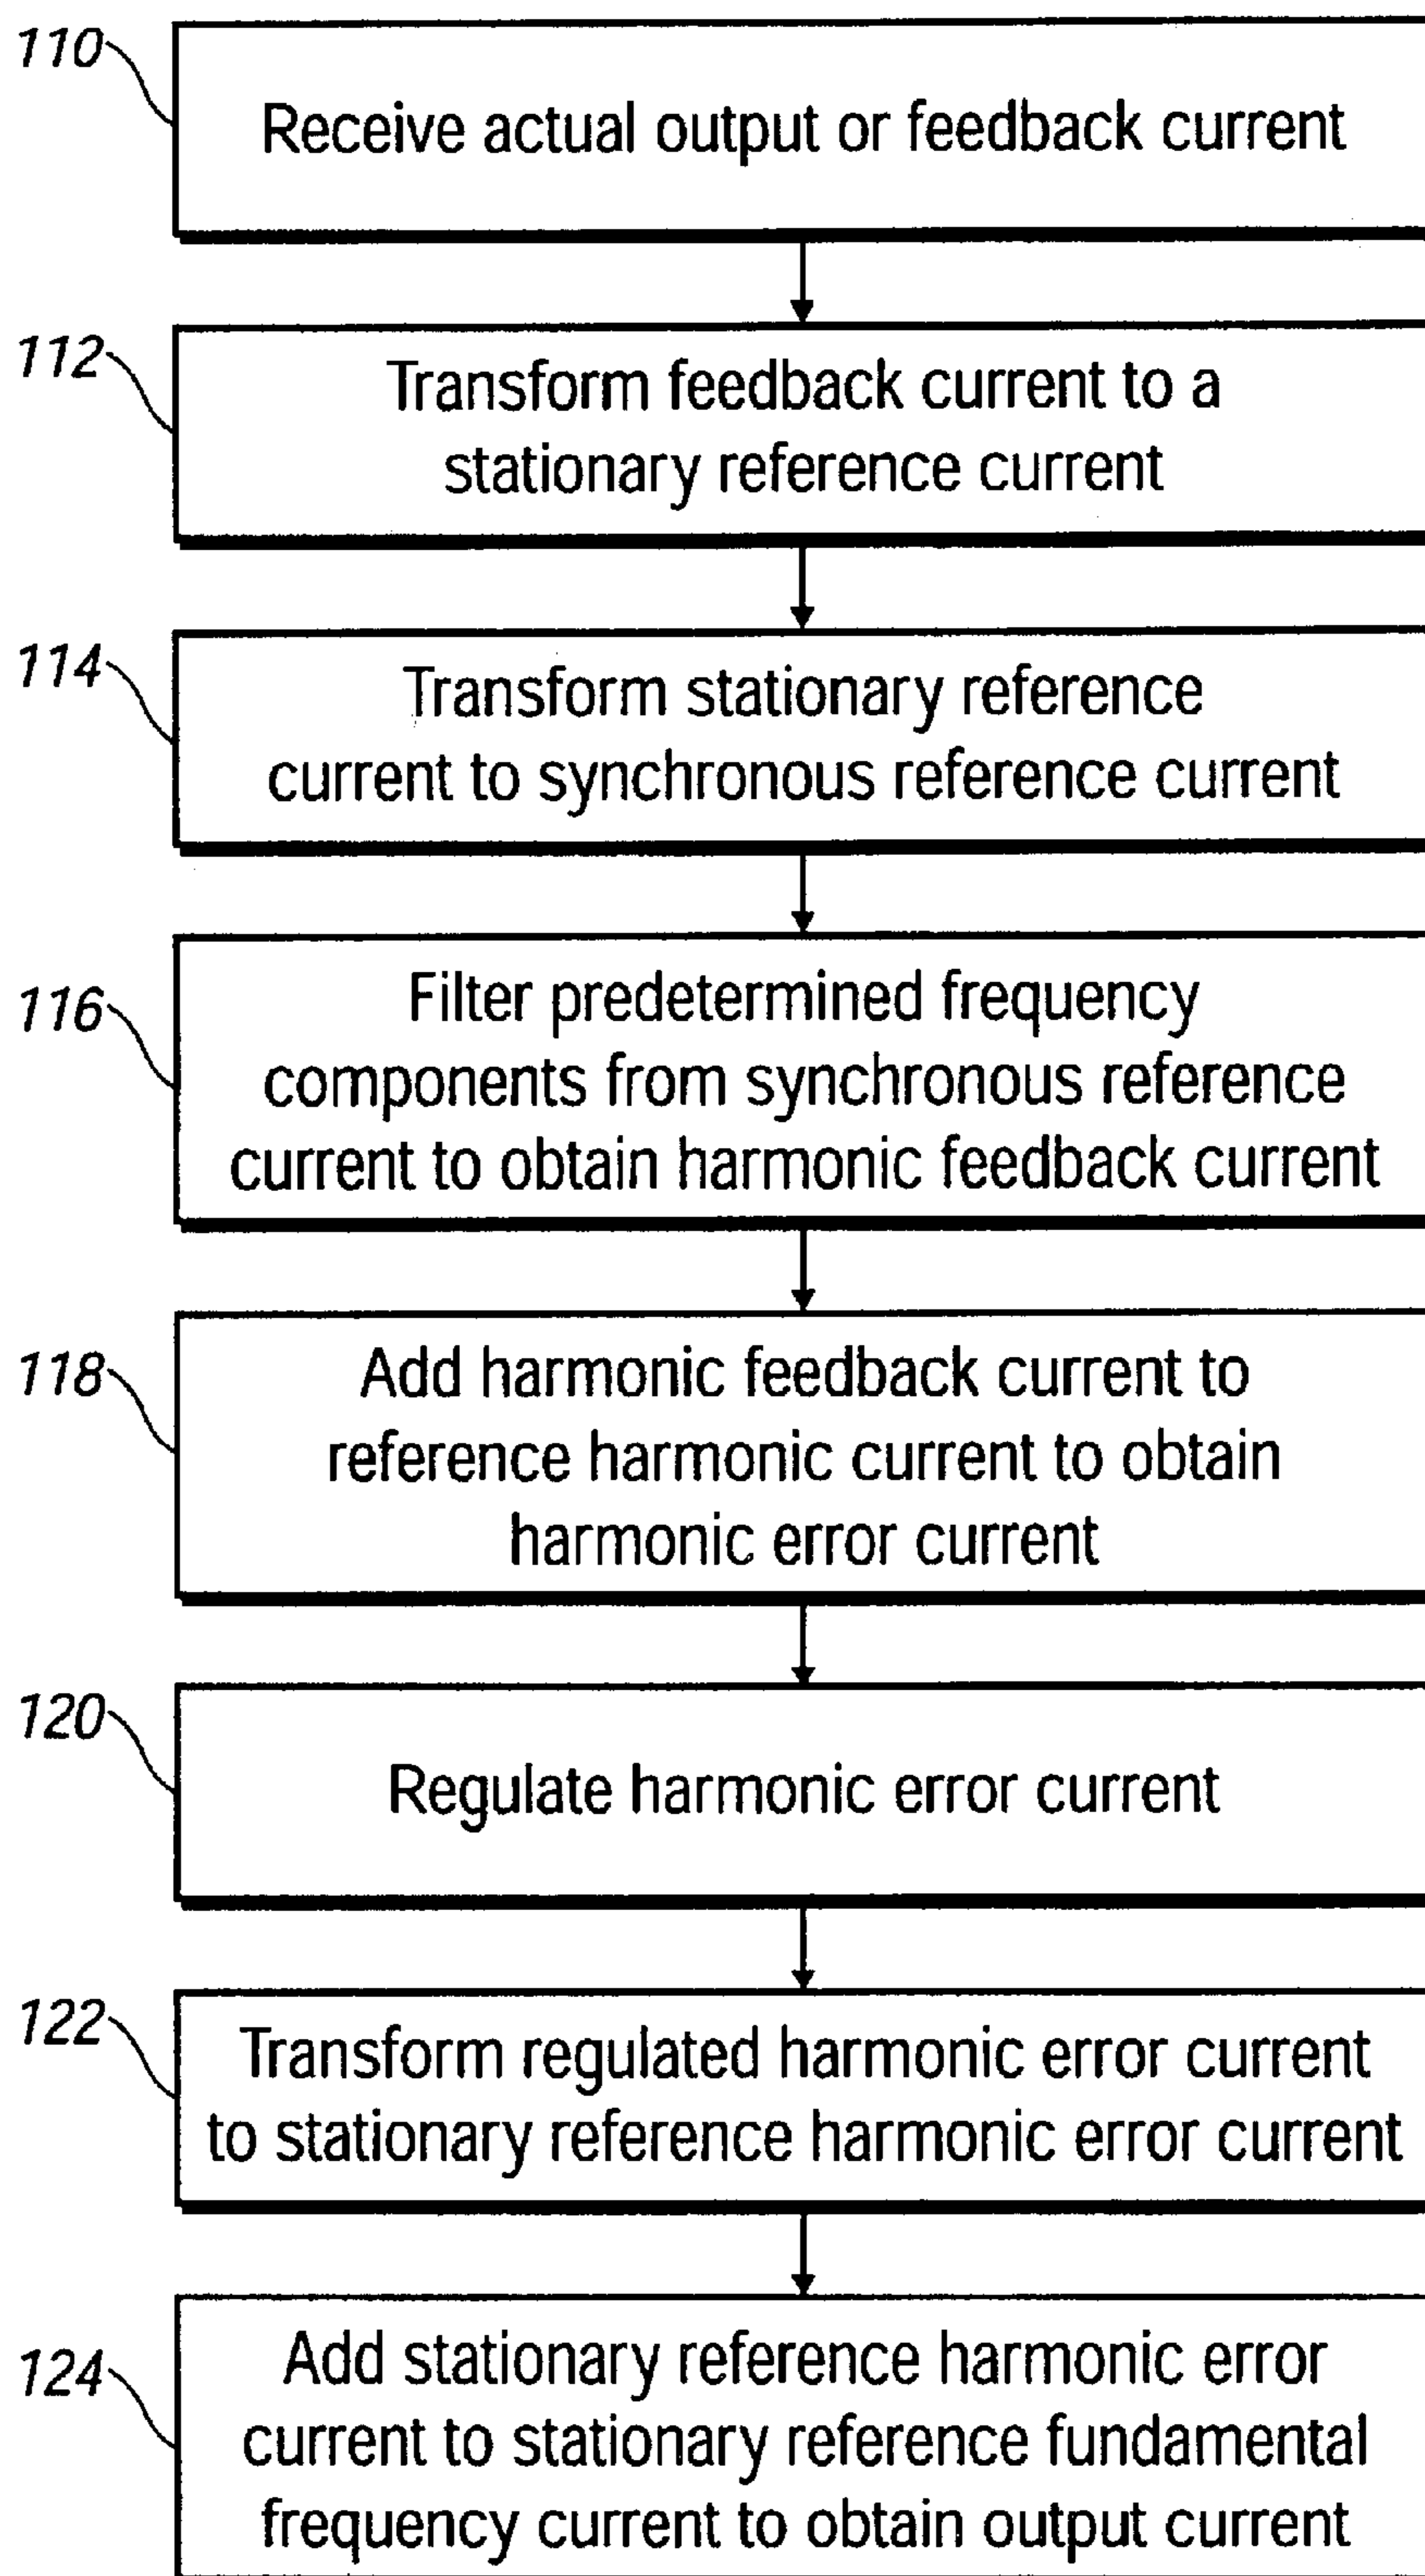 110
Receive actual output or feedback current
112
Transform feedback current to a
stationary reference current
114
Transform stationary reference
current to synchronous reference current
116
Filter predetermined frequency
components from synchronous reference
current to obtain harmonic feedback current
118
Add harmonic feedback current to
reference harmonic current to obtain
harmonic error current
120
Regulate harmonic error current
122
Transform regulated harmonic error current
to stationary reference harmonic error current
124
Add stationary reference harmonic error
current to stationary reference fundamental
frequency current to obtain output current